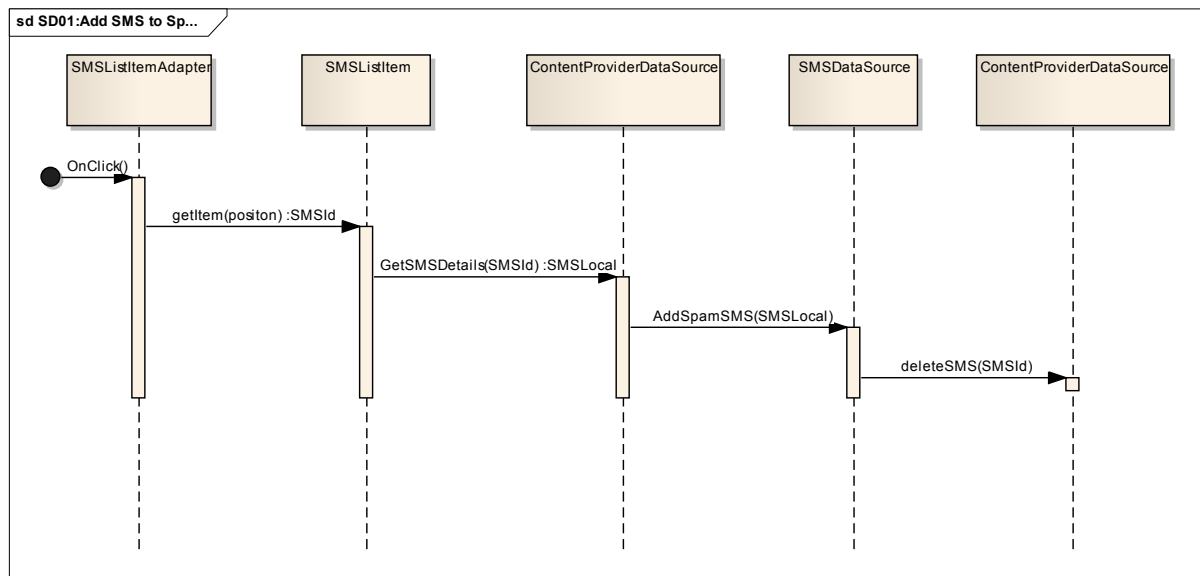 sd SD01:Add SMS to Sp...
SMSListItemAdapter
SMSListItem
ContentProviderDataSource
SMSDataSource
ContentProviderDataSource
OnClick()
getItem(positon) :SMSId
GetSMSDetails(SMSId) :SMSLocal
AddSpamSMS(SMSLocal)
deleteSMS(SMSId)